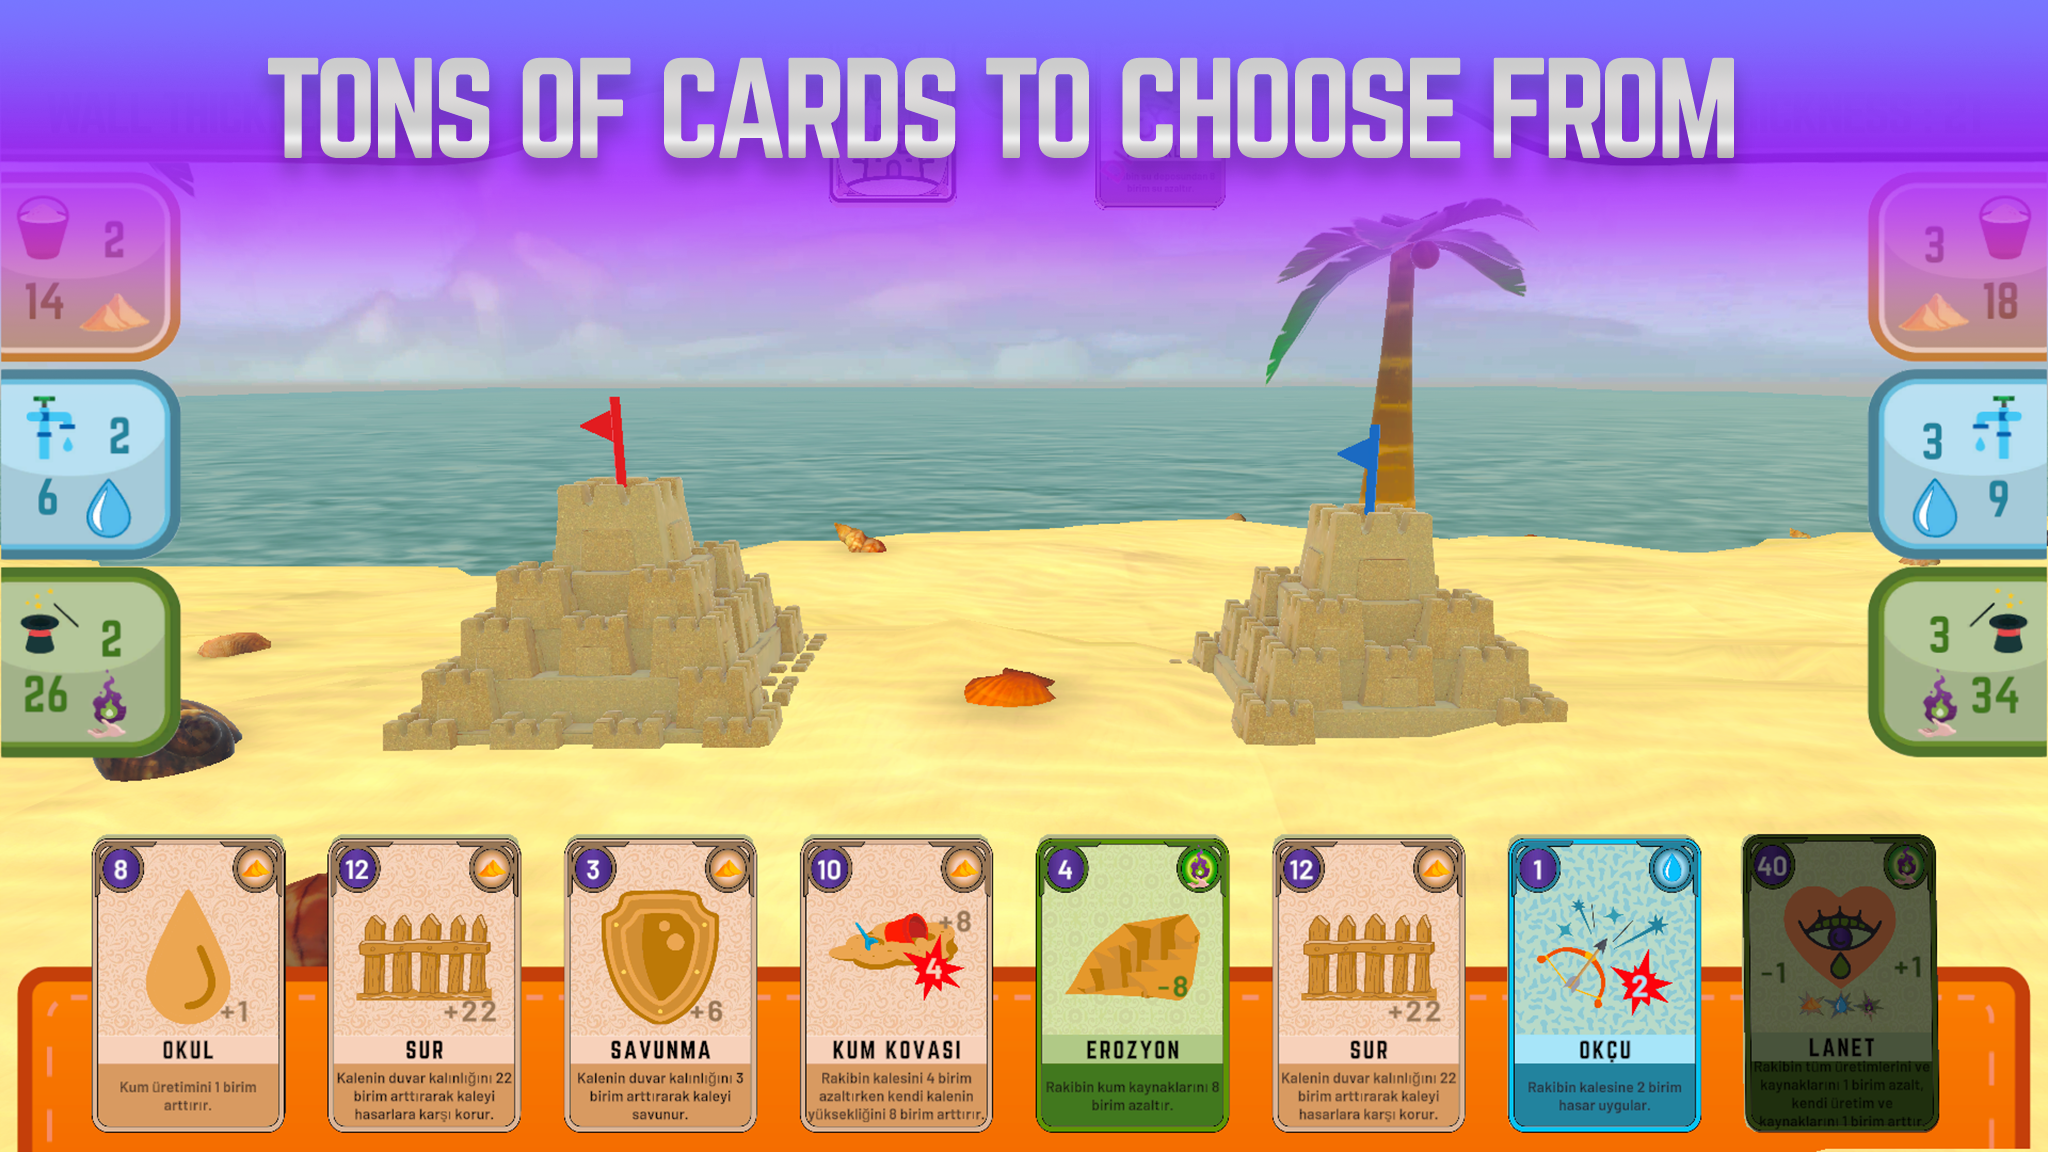 TONS OF CARDS TO CHOOSE FROM
2
14
2
6
2
26
3
18
3
9
3
34
8
+1
OKUL
Kum üretimini 1 birim
arttırır.
12
+22
SUR
Kalenin duvar kalınlığını 22
birim arttırarak kaleyi
hasarlara karşı korur.
3
+6
SAVUNMA
Kalenin duvar kalınlığını 3
birim arttırarak kaleyi
savunur.
10
+8
4
KUM KOVASI
Rakibin kalesini 4 birim
azaltırken kendi kalenin
yüksekliğini 8 birim arttırır.
4
-8
EROZYON
Rakibin kum kaynaklarını 8
birim azaltır.
12
+22
SUR
Kalenin duvar kalınlığını 22
birim arttırarak kaleyi
hasarlara karşı korur.
1
2
OKÇU
Rakibin kalesine 2 birim
hasar uygular.
40
-1
+1
LANET
Rakibin tüm üretimlerini ve
kaynaklarını 1 birim azalt,
kendi üretim ve
kaynaklarını 1 birim arttır.